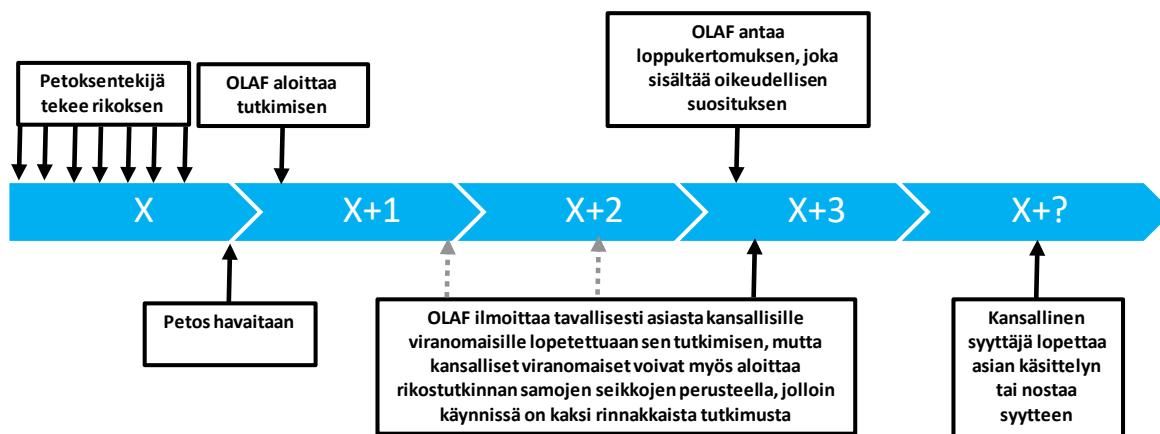 Petoksentekijä
tekee rikoksen
OLAF aloittaa
tutkimisen
OLAF antaa
loppukertomuksen, joka
sisältää oikeudellisen
suosituksen
X
X+1
X+2
X+3
X+?
Petos havaitaan
OLAF ilmoittaa tavallisesti asiasta kansallisille
viranomaisille lopetettuaan sen tutkimisen, mutta
kansalliset viranomaiset voivat myös aloittaa
rikostutkinnan samojen seikkojen perusteella, jolloin
käynnissä on kaksi rinnakkaista tutkimusta
Kansallinen
syyttäjä lopettaa
asian käsittelyn
tai nostaa
syytteen